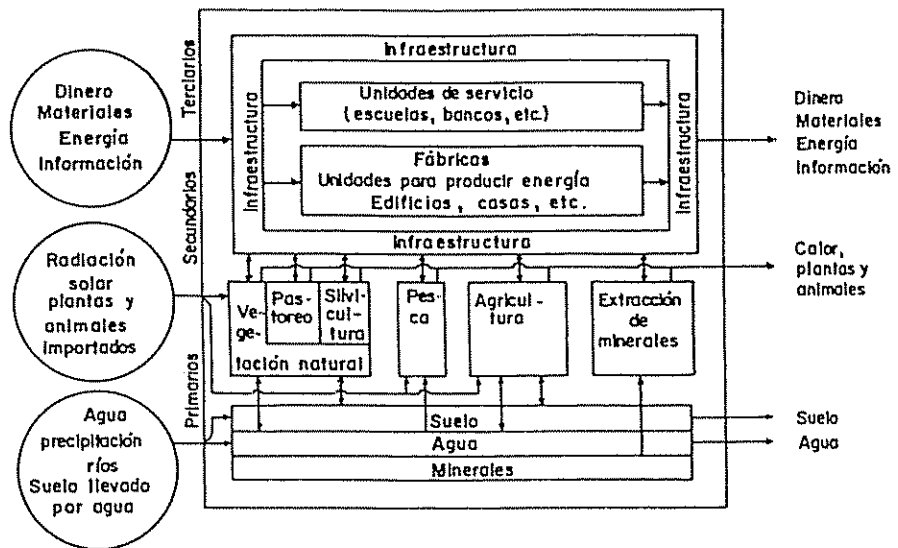 Dinero
Materiales
Energía
Información
Radiación
solar
plantas y
animales
importados
Agua
precipitación
ríos
Suelo llevado
por agua
Terciarios
Secundarios
Primarios
Infraestructura
Infraestructura
Unidades de servicio
(escuelas, bancos, etc.)
Fábricas
Unidades para producir energía
Edificios, casas, etc.
Infraestructura
Infraestructura
Ve-
ge-
tación natural
Pas-
toreo
Silvi-
cultura
Pes-
ca
Agricul-
tura
Extracción
de
minerales
Suelo
Agua
Minerales
Dinero
Materiales
Energía
Información
Calor,
plantas y
animales
Suelo
Agua